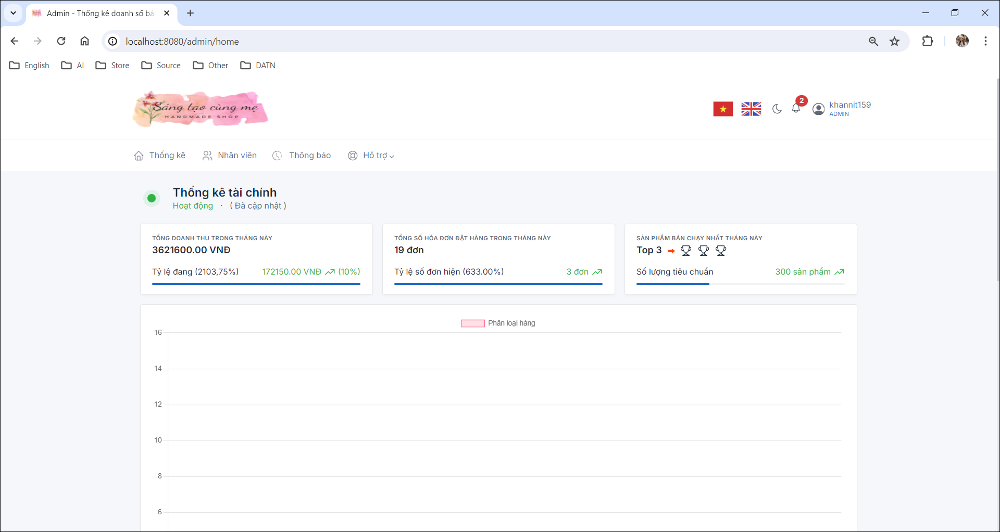 Admin - Thống kê doanh số bá
localhost:8080/admin/home
English
AI
Store
Source
Other
DATN
Sáng tạo cùng mẹ
HANDMADE SHOP
2
khannit159
ADMIN
Thống kê
Nhân viên
Thông báo
Hỗ trợ
Thống kê tài chính
Hoạt động · ( Đã cập nhật )
TỔNG DOANH THU TRONG THÁNG NÀY
3621600.00 VNĐ
Tỷ lệ đang (2103,75%) 172150.00 VNĐ (10%)
TỔNG SỐ HÓA ĐƠN ĐẶT HÀNG TRONG THÁNG NÀY
19 đơn
Tỷ lệ số đơn hiện (633.00%) 3 đơn
SẢN PHẨM BÁN CHẠY NHẤT THÁNG NÀY
Top 3
Số lượng tiêu chuẩn 300 sản phẩm
Phân loại hàng
16
14
12
10
8
6